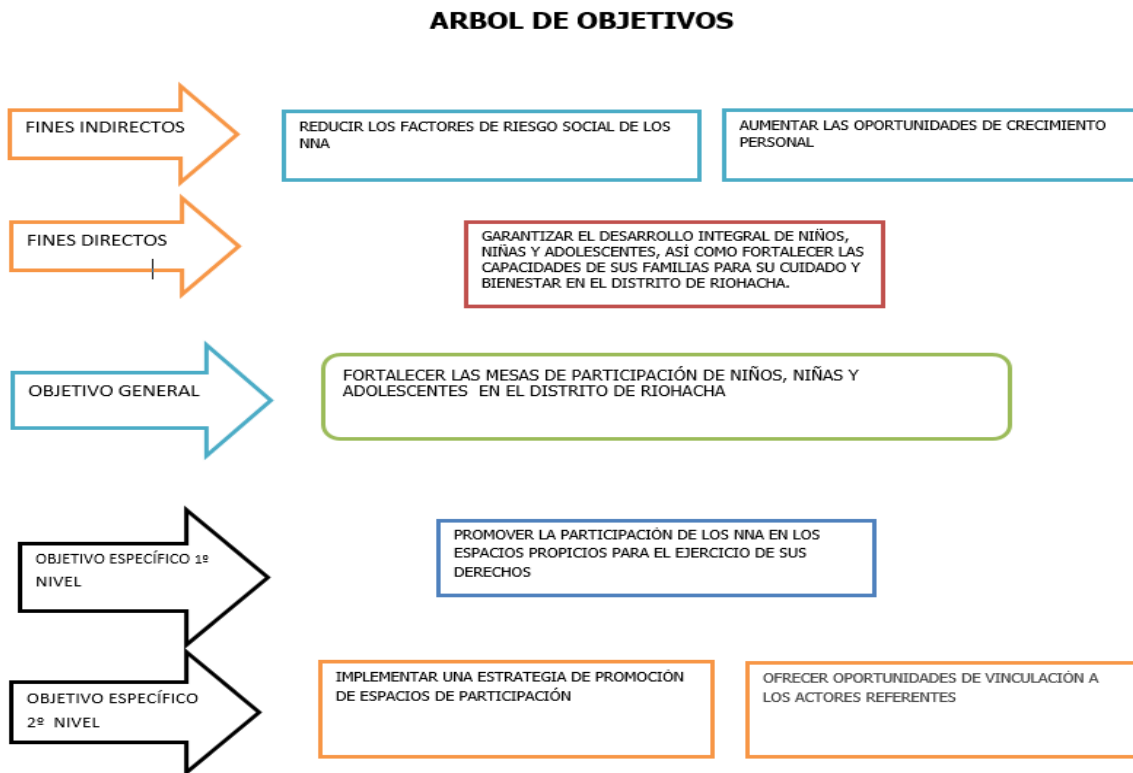 ARBOL DE OBJETIVOS
FINES INDIRECTOS
REDUCIR LOS FACTORES DE RIESGO SOCIAL DE LOS
NNA
AUMENTAR LAS OPORTUNIDADES DE CRECIMIENTO
PERSONAL
FINES DIRECTOS
GARANTIZAR EL DESARROLLO INTEGRAL DE NIÑOS,
NIÑAS Y ADOLESCENTES, ASÍ COMO FORTALECER LAS
CAPACIDADES DE SUS FAMILIAS PARA SU CUIDADO Y
BIENESTAR EN EL DISTRITO DE RIOHACHA.
OBJETIVO GENERAL
FORTALECER LAS MESAS DE PARTICIPACIÓN DE NIÑOS, NIÑAS Y
ADOLESCENTES EN EL DISTRITO DE RIOHACHA
OBJETIVO ESPECÍFICO 1º
NIVEL
PROMOVER LA PARTICIPACIÓN DE LOS NNA EN LOS
ESPACIOS PROPICIOS PARA EL EJERCICIO DE SUS
DERECHOS
OBJETIVO ESPECÍFICO
2º NIVEL
IMPLEMENTAR UNA ESTRATEGIA DE PROMOCIÓN
DE ESPACIOS DE PARTICIPACIÓN
OFRECER OPORTUNIDADES DE VINCULACIÓN A
LOS ACTORES REFERENTES